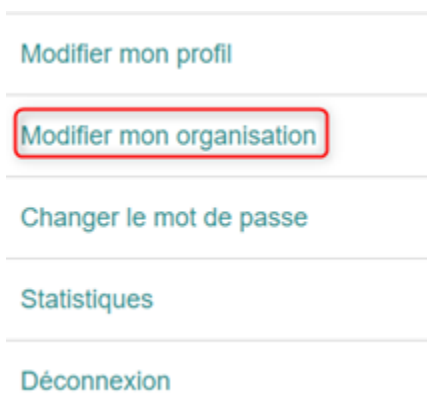 Modifier mon profil
Modifier mon organisation
Changer le mot de passe
Statistiques
Déconnexion